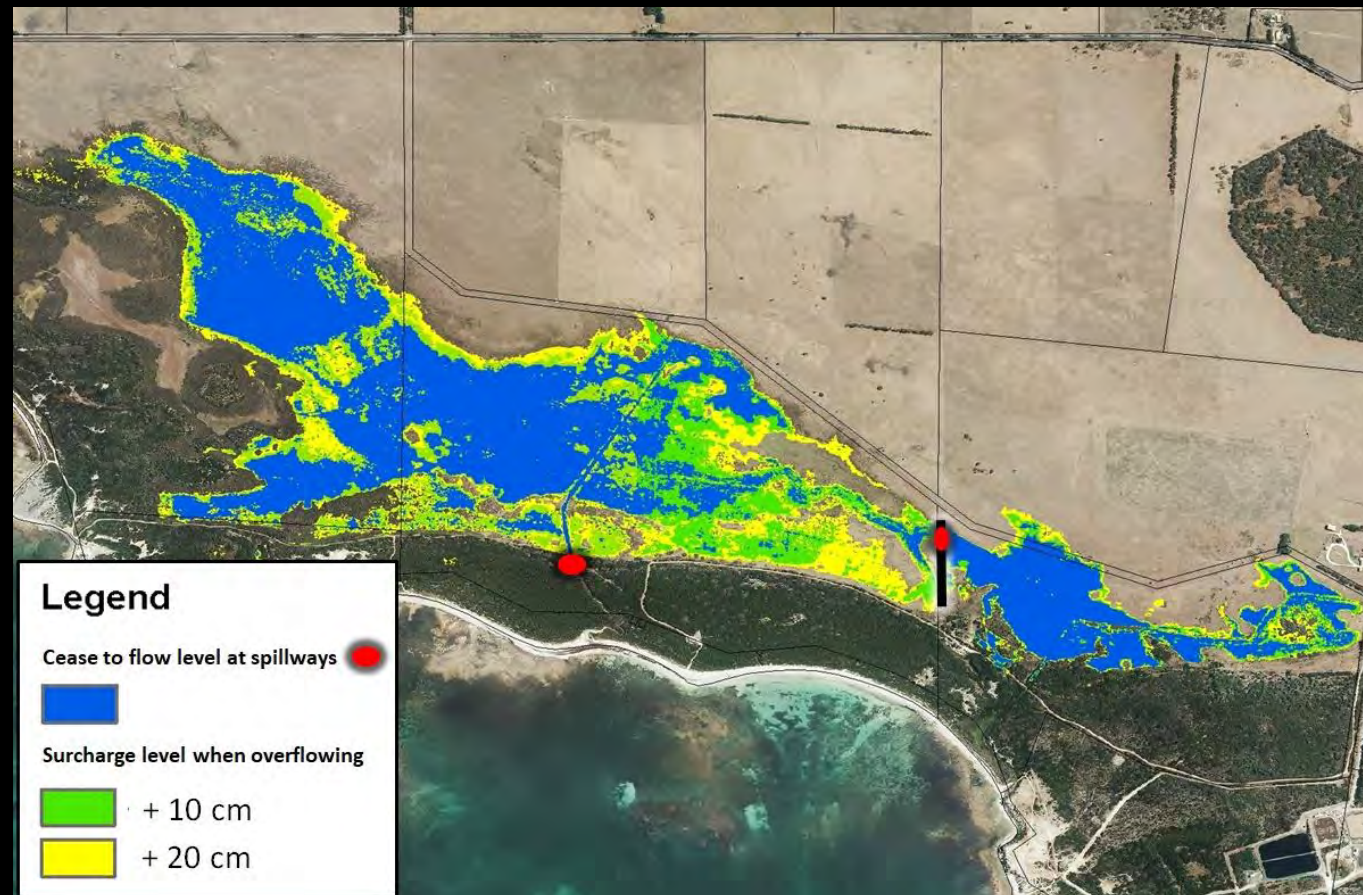 Legend
Cease to flow level at spillways
Surcharge level when overflowing
+ 10 cm
+ 20 cm